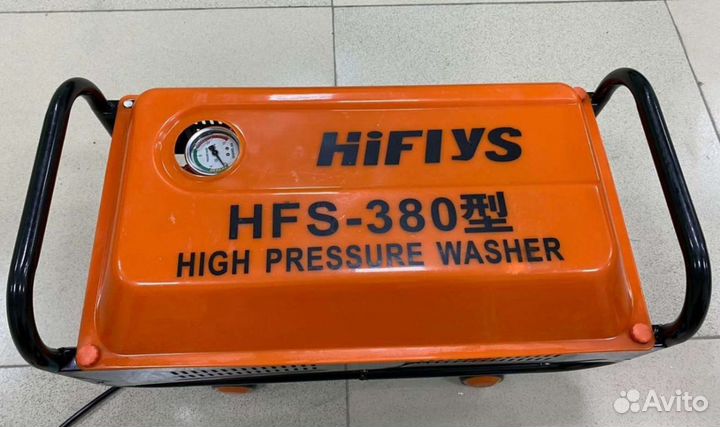 HiFlYS
HFS-380型
HIGH PRESSURE WASHER
Avito